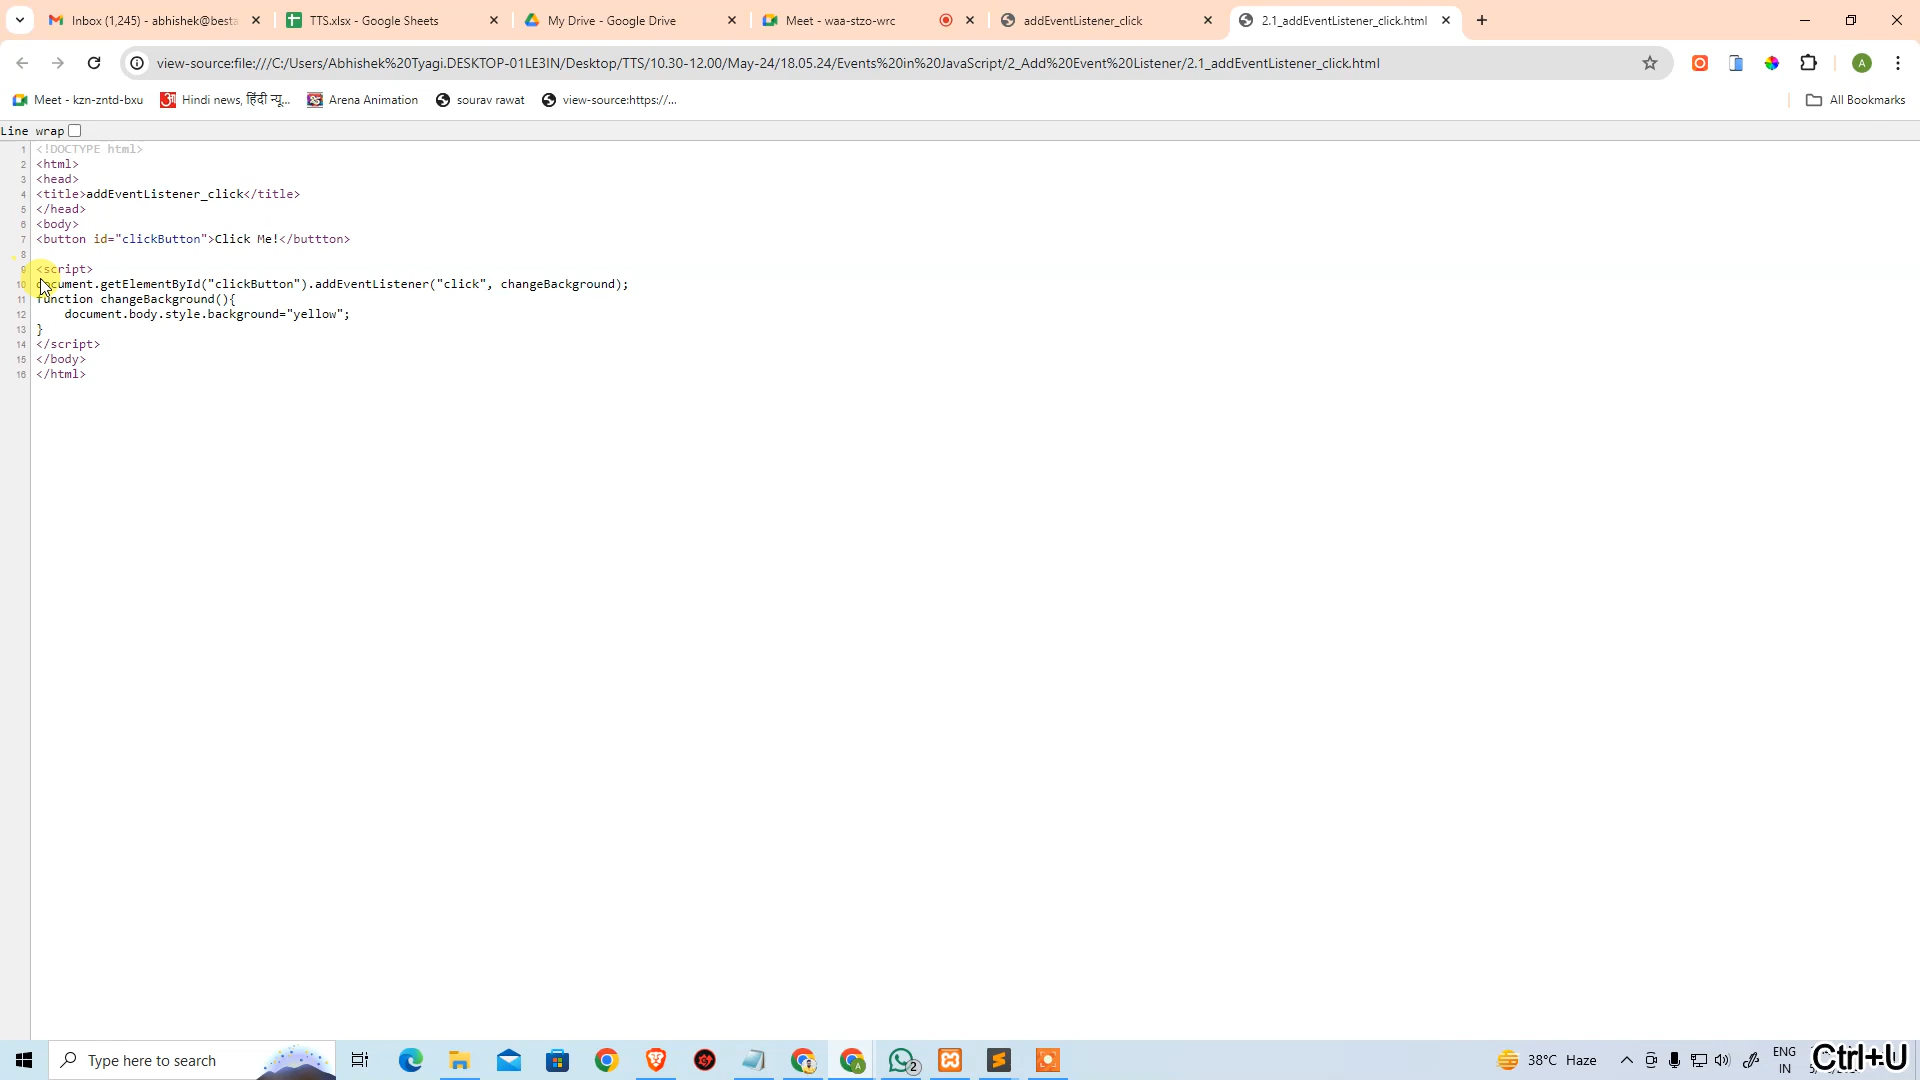 Inbox (1,245) - abhishek@besta
TTS.xlsx - Google Sheets
My Drive - Google Drive
Meet - waa-stzo-wrc
addEventListener_click
2.1_addEventListener_click.html
view-source:file:///C:/Users/Abhishek%20Tyagi.DESKTOP-01LE3IN/Desktop/TTS/10.30-12.00/May-24/18.05.24/Events%20in%20JavaScript/2_Add%20Event%20Listener/2.1_addEventListener_click.html
A
Meet - kzn-zntd-bxu
Hindi news, हिंदी न्यू...
Arena Animation
sourav rawat
view-source:https://...
All Bookmarks
Line wrap
1 <!DOCTYPE html>
2 <html>
3 <head>
4 <title>addEventListener_click</title>
5 </head>
6 <body>
7 <button id="clickButton">Click Me!</buttton>
8
9 <script>
10 document.getElementById("clickButton").addEventListener("click", changeBackground);
11 function changeBackground(){
12 document.body.style.background="yellow";
13 }
14 </script>
15 </body>
16 </html>
Type here to search
2
38°C Haze
ENG
IN
Ctrl+U